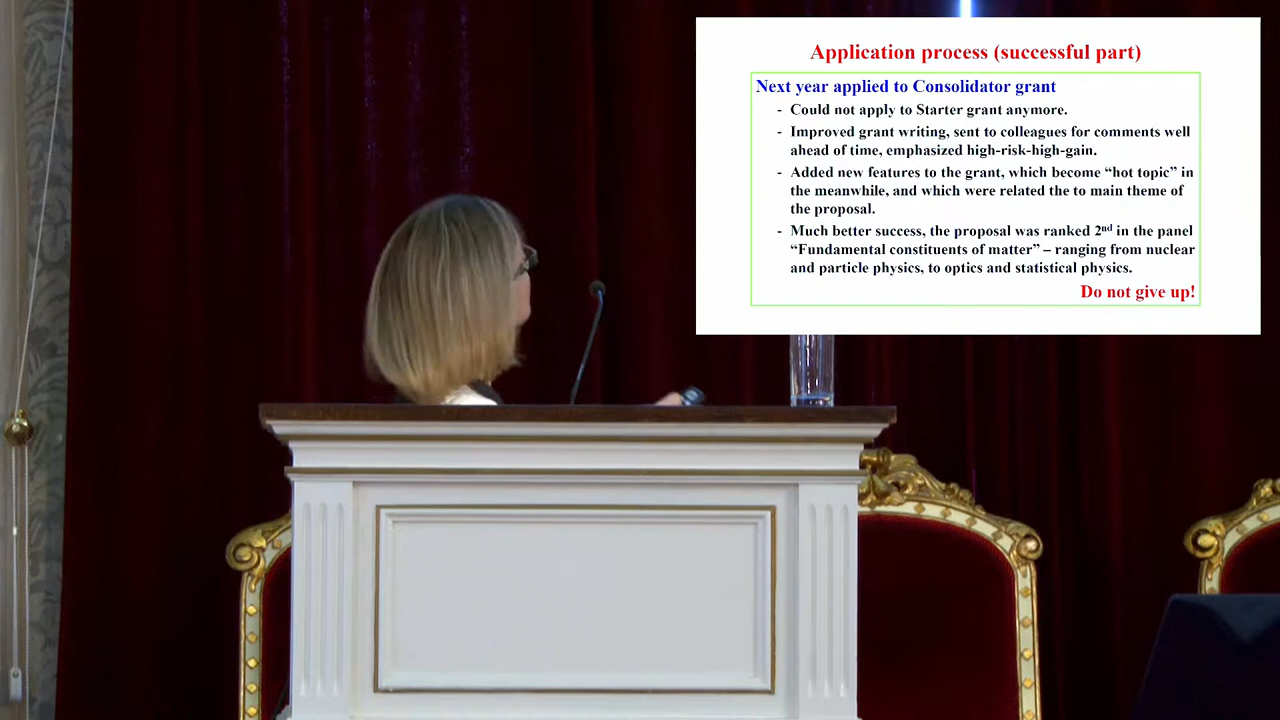 Application process (successful part)
Next year applied to Consolidator grant
- Could not apply to Starter grant anymore.
- Improved grant writing, sent to colleagues for comments well
ahead of time, emphasized high-risk-high-gain.
- Added new features to the grant, which become “hot topic” in
the meanwhile, and which were related the to main theme of
the proposal.
- Much better success, the proposal was ranked 2nd in the panel
“Fundamental constituents of matter” – ranging from nuclear
and particle physics, to optics and statistical physics.
Do not give up!